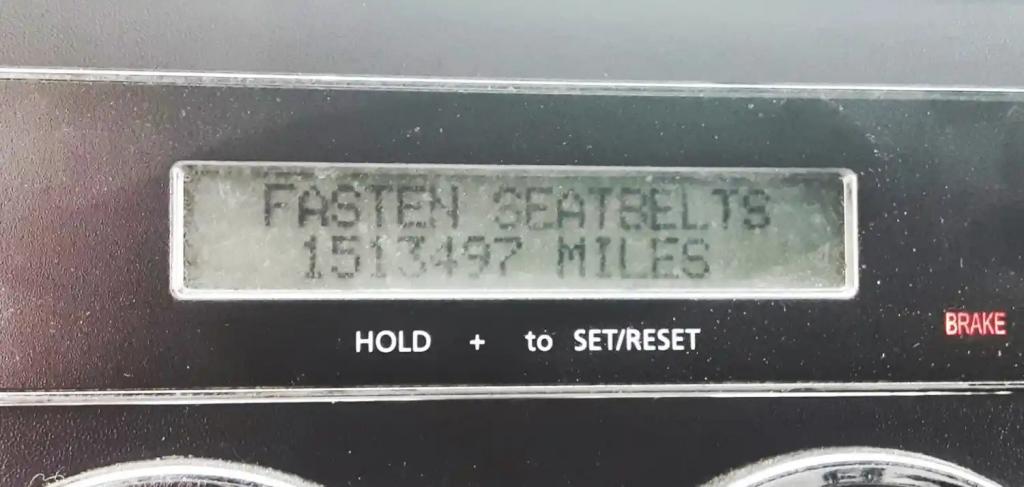 FASTEN SEATBELTS
1513497 MILES
HOLD + to SET/RESET
BRAKE